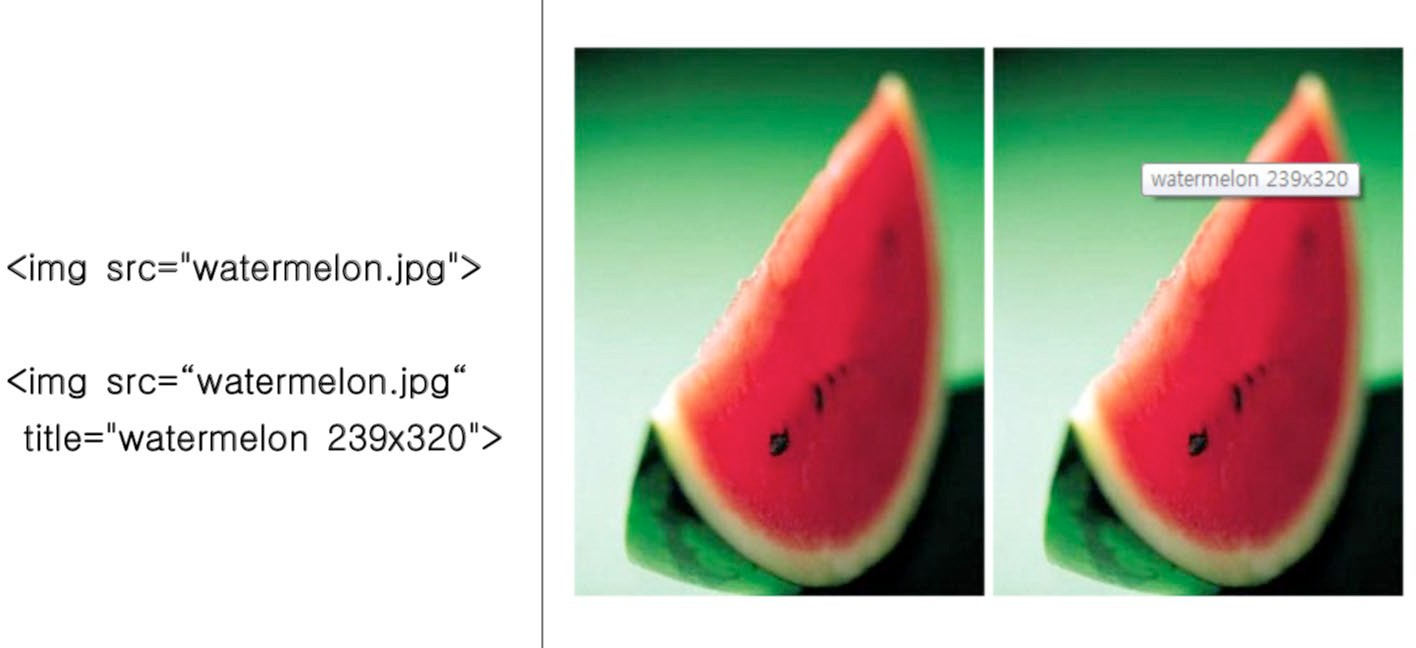 <img src="watermelon.jpg">
<img src=“watermelon.jpg“
title="watermelon 239x320">
watermelon 239x320